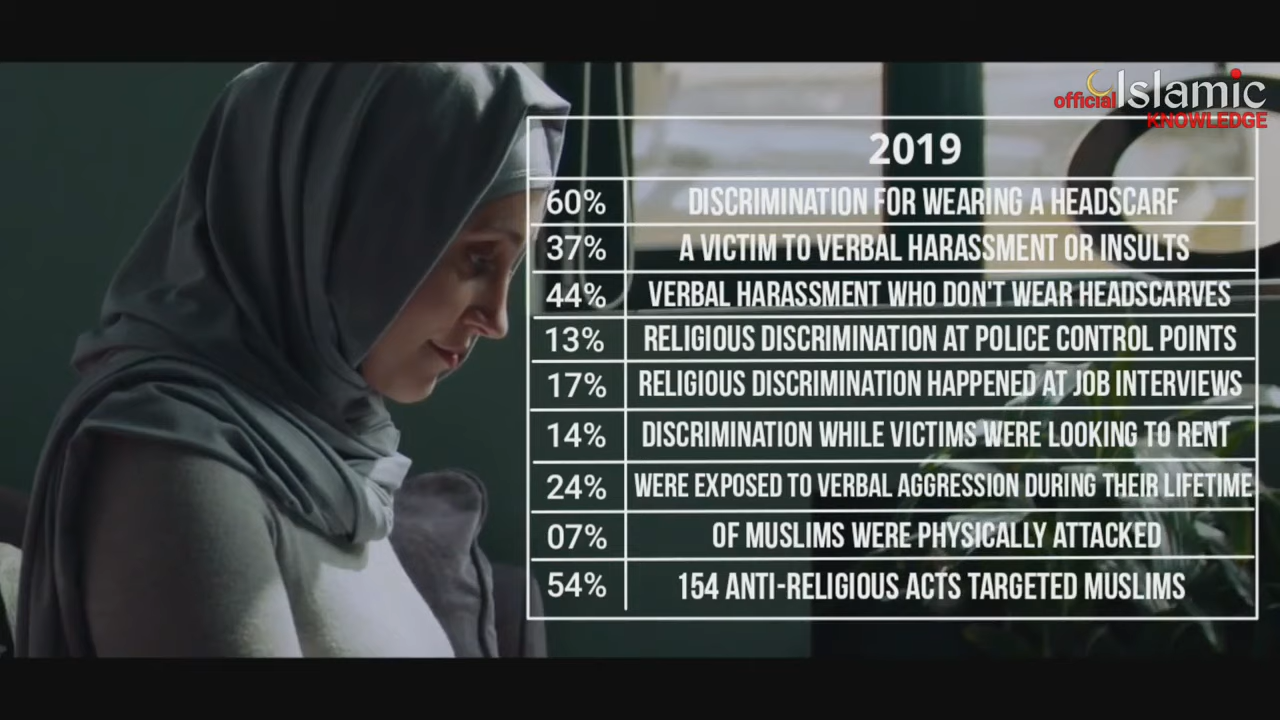 official Islamic
KNOWLEDGE
2019
60% DISCRIMINATION FOR WEARING A HEADSCARF
37% A VICTIM TO VERBAL HARASSMENT OR INSULTS
44% VERBAL HARASSMENT WHO DON'T WEAR HEADSCARVES
13% RELIGIOUS DISCRIMINATION AT POLICE CONTROL POINTS
17% RELIGIOUS DISCRIMINATION HAPPENED AT JOB INTERVIEWS
14% DISCRIMINATION WHILE VICTIMS WERE LOOKING TO RENT
24% WERE EXPOSED TO VERBAL AGGRESSION DURING THEIR LIFETIME
07% OF MUSLIMS WERE PHYSICALLY ATTACKED
54% 154 ANTI-RELIGIOUS ACTS TARGETED MUSLIMS